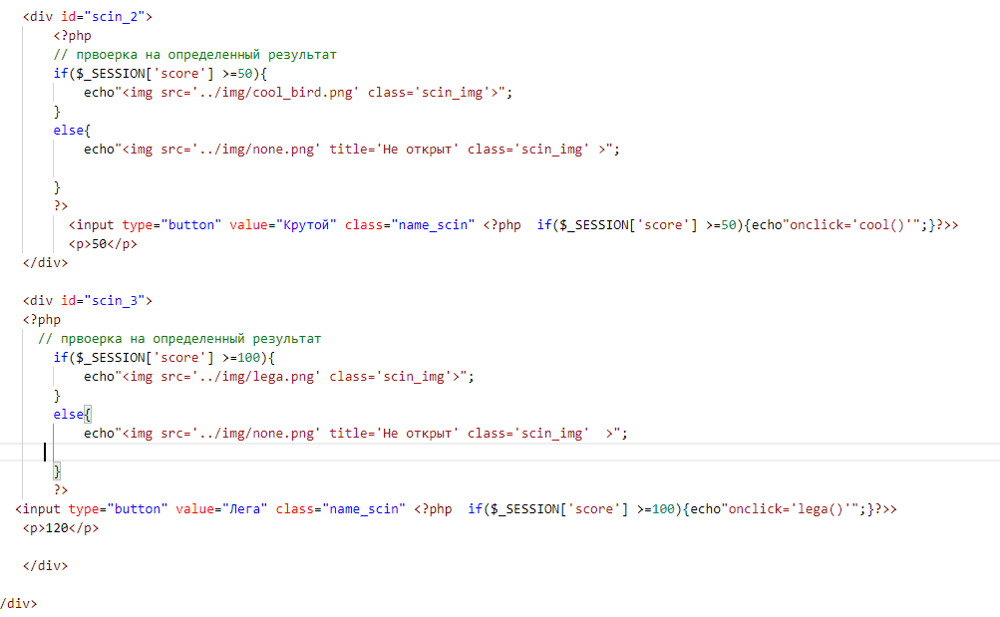 <div id="scin_2">
<?php
// првоерка на определенный результат
if($_SESSION['score'] >=50){
echo"<img src='../img/cool_bird.png' class='scin_img'>";
}
else{
echo"<img src='../img/none.png' title='Не открыт' class='scin_img' >";
}
?>
<input type="button" value="Крутой" class="name_scin" <?php  if($_SESSION['score'] >=50){echo"onclick='cool()'";}?>>
<p>50</p>
</div>
<div id="scin_3">
<?php
// првоерка на определенный результат
if($_SESSION['score'] >=100){
echo"<img src='../img/lega.png' class='scin_img'>";
}
else{
echo"<img src='../img/none.png' title='Не открыт' class='scin_img'  >";
}
?>
<input type="button" value="Лега" class="name_scin" <?php  if($_SESSION['score'] >=100){echo"onclick='lega()'";}?>>
<p>120</p>
</div>
/div>